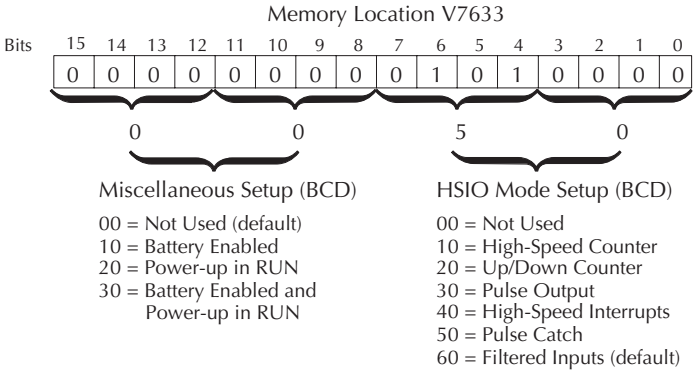 Memory Location V7633
Bits 15 14 13 12 11 10 9 8 7 6 5 4 3 2 1 0
0 0 0 0 0 0 0 0 0 1 0 1 0 0 0 0
0 0 5 0
Miscellaneous Setup (BCD)
00 = Not Used (default)
10 = Battery Enabled
20 = Power-up in RUN
30 = Battery Enabled and
Power-up in RUN
HSIO Mode Setup (BCD)
00 = Not Used
10 = High-Speed Counter
20 = Up/Down Counter
30 = Pulse Output
40 = High-Speed Interrupts
50 = Pulse Catch
60 = Filtered Inputs (default)